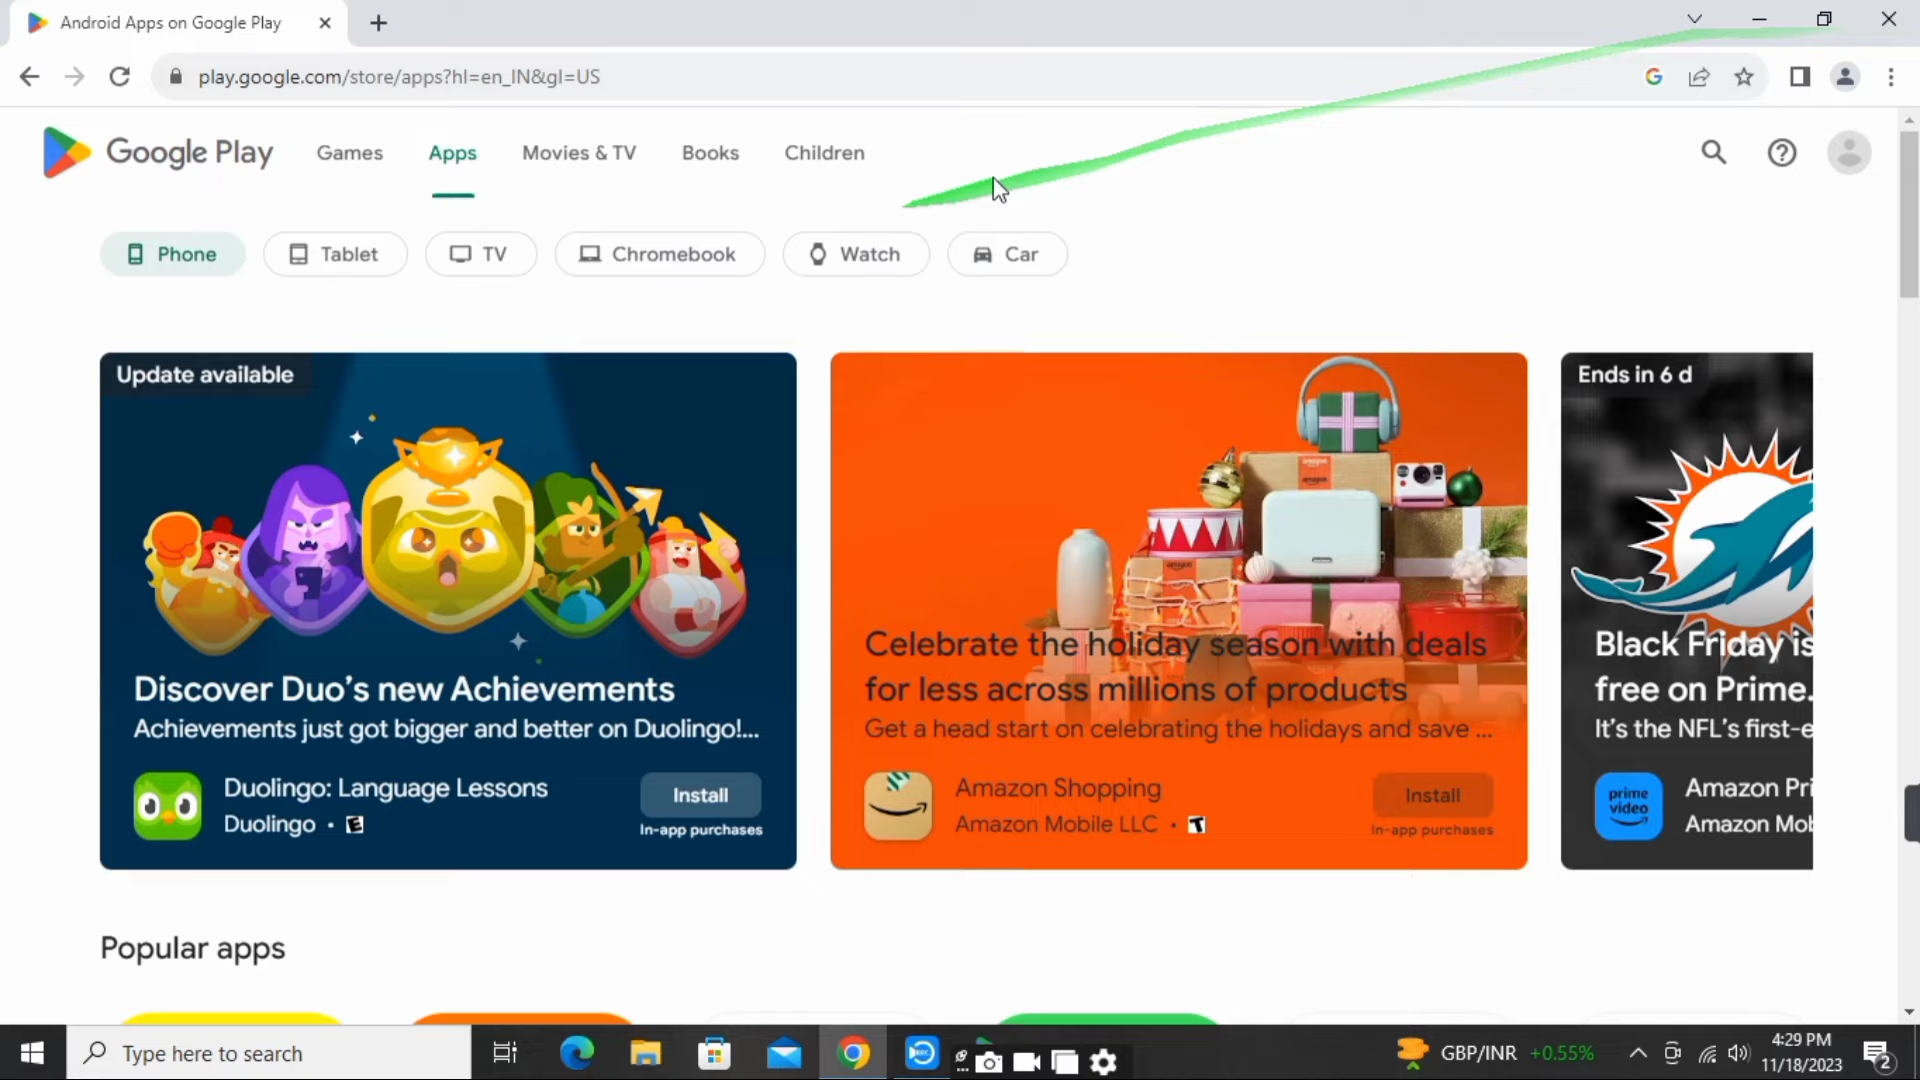 Android Apps on Google Play
play.google.com/store/apps?hl=en_IN&gl=US
Google Play
Games
Apps
Movies & TV
Books
Children
Phone
Tablet
TV
Chromebook
Watch
Car
Update available
Discover Duo's new Achievements
Achievements just got bigger and better on Duolingo!...
Duolingo: Language Lessons
Duolingo • E
Install
In-app purchases
amazon
amazon
amazon
Celebrate the holiday season with deals
for less across millions of products
Get a head start on celebrating the holidays and save ...
Amazon Shopping
Amazon Mobile LLC • T
Install
In-app purchases
Ends in 6 d
Black Friday is
free on Prime.
It's the NFL's first-e
prime
video
Amazon Pri
Amazon Mob
Popular apps
Type here to search
REC
GBP/INR +0.55%
4:29 PM
11/18/2023
2